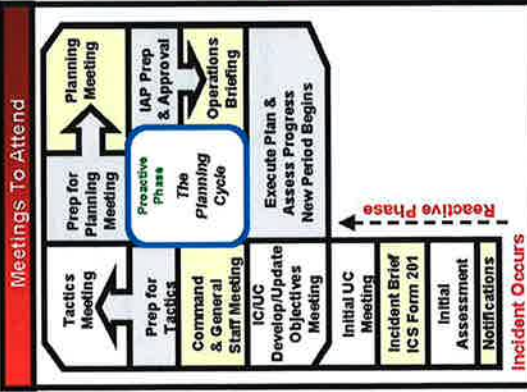 Meetings To Attend
Tactics
Meeting
Prep for
Planning
Meeting
Planning
Meeting
Prep for
Tactics
Proactive
Phase
The
Planning
Cycle
IAP Prep
& Approval
Command
& General
Staff Meeting
Operations
Briefing
IC/UC
Develop/Update
Objectives
Meeting
Execute Plan &
Assess Progress
New Period Begins
Initial UC
Meeting
Incident Brief
ICS Form 201
Initial
Assessment
Notifications
Reactive Phase
Incident Occurs